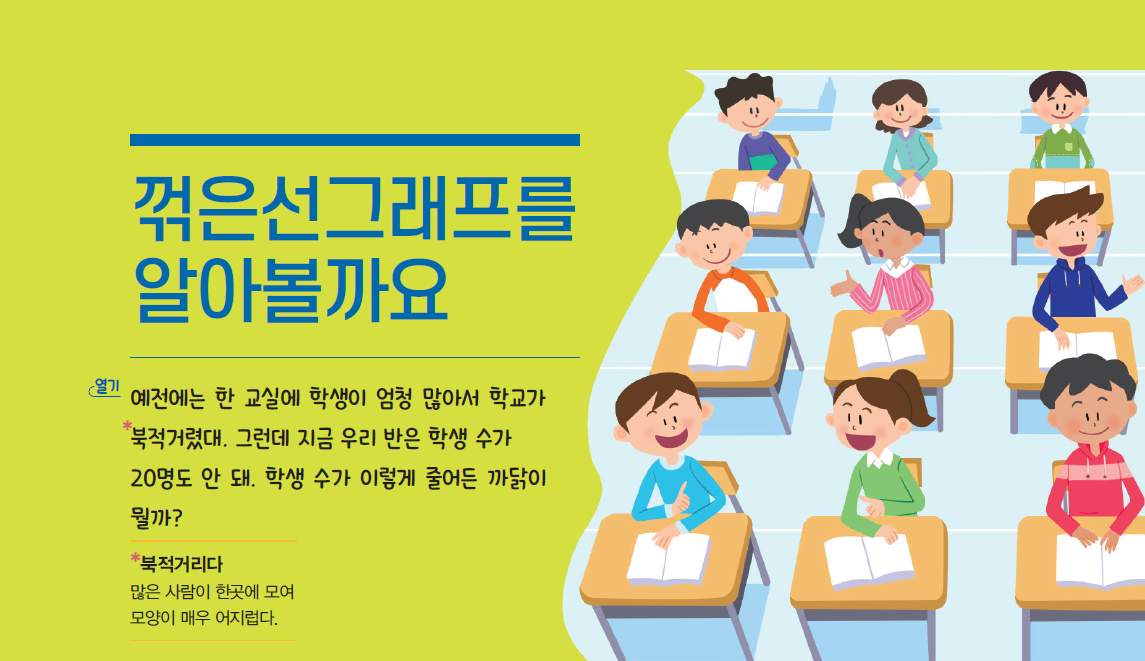 꺾은선그래프를
알아볼까요
열기
예전에는 한 교실에 학생이 엄청 많아서 학교가
*북적거렸대. 그런데 지금 우리 반은 학생 수가
20명도 안 돼. 학생 수가 이렇게 줄어든 까닭이
뭘까?
*북적거리다
많은 사람이 한곳에 모여
모양이 매우 어지럽다.